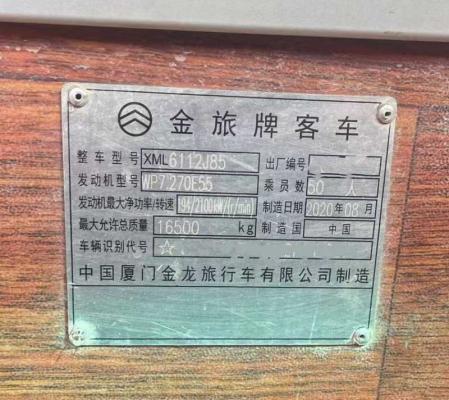 金旅牌客车
整车型号 XML6112J85 出厂编号
发动机型号 WP7.270E55 乘员数 50 人
发动机最大净功率/转速 194/2100kW/(r/min) 制造日期 2020年08月
最大允许总质量 16500 kg 制造国 中国
车辆识别代号 ☆
中国厦门金龙旅行车有限公司制造